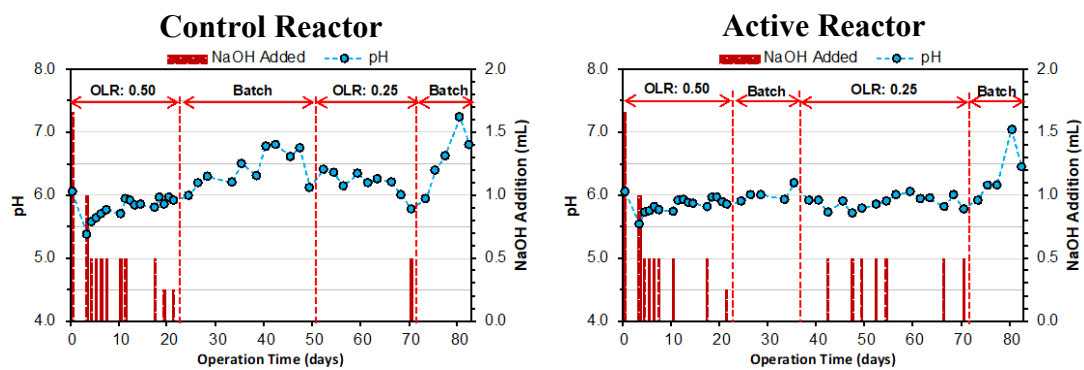 Control Reactor
NaOH Added pH
8.0
7.0
6.0
5.0
4.0
pH
2.0
1.5
1.0
0.5
0.0
NaOH Addition (mL)
OLR: 0.50 Batch OLR: 0.25 Batch
0 10 20 30 40 50 60 70 80
Operation Time (days)
Active Reactor
NaOH Added pH
8.0
7.0
6.0
5.0
4.0
pH
2.0
1.5
1.0
0.5
0.0
NaOH Addition (mL)
OLR: 0.50 Batch OLR: 0.25 Batch
0 10 20 30 40 50 60 70 80
Operation Time (days)